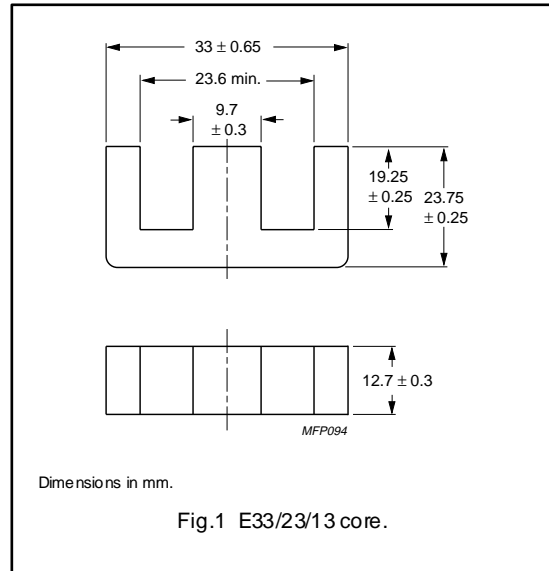 33 ± 0.65
23.6 min.
9.7
± 0.3
19.25
± 0.25
23.75
± 0.25
12.7 ± 0.3
MFP094
Dimensions in mm.
Fig.1 E33/23/13 core.